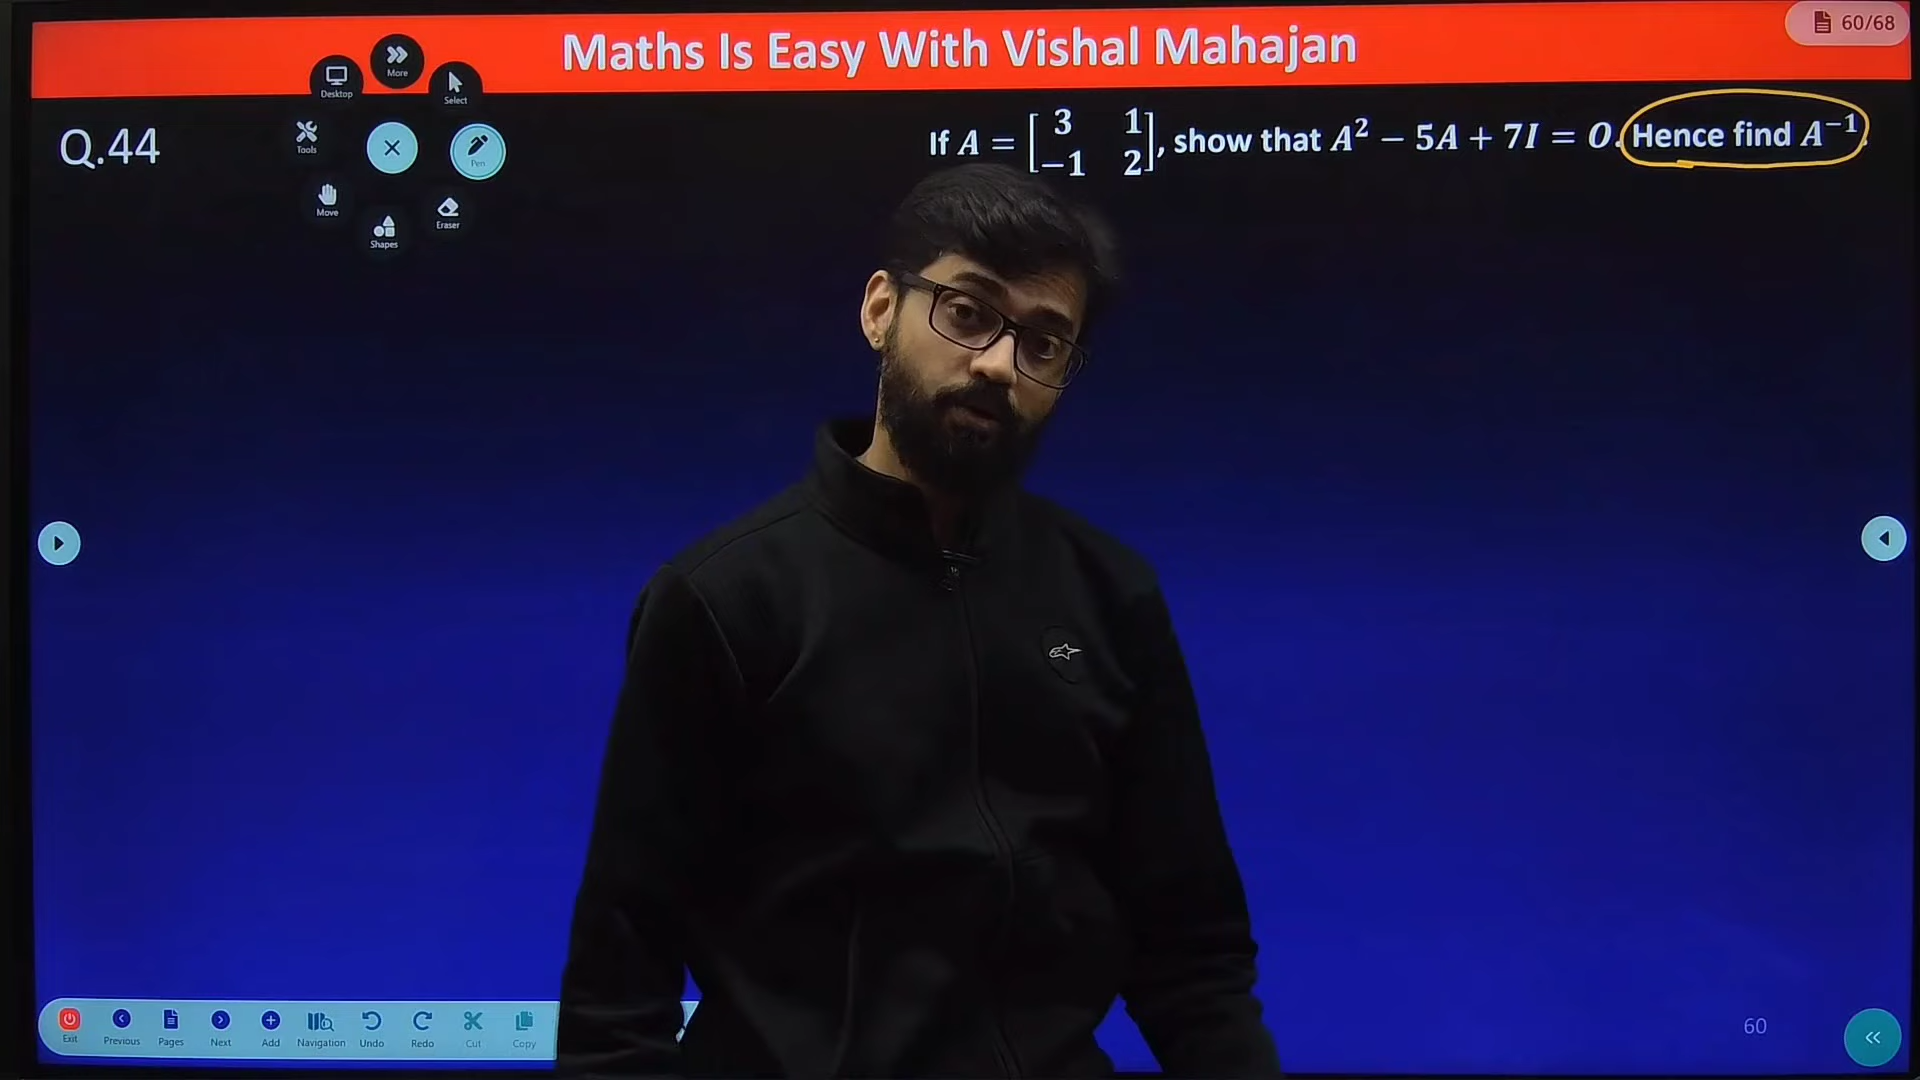 Maths Is Easy With Vishal Mahajan
60/68
Desktop
More
Select
Tools
Pen
Move
Shapes
Eraser
Q.44
If A = [3 1
−1 2], show that A² − 5A + 7I = O. Hence find A⁻¹.
Exit
Previous
Pages
Next
Add
Navigation
Undo
Redo
Cut
Copy
60